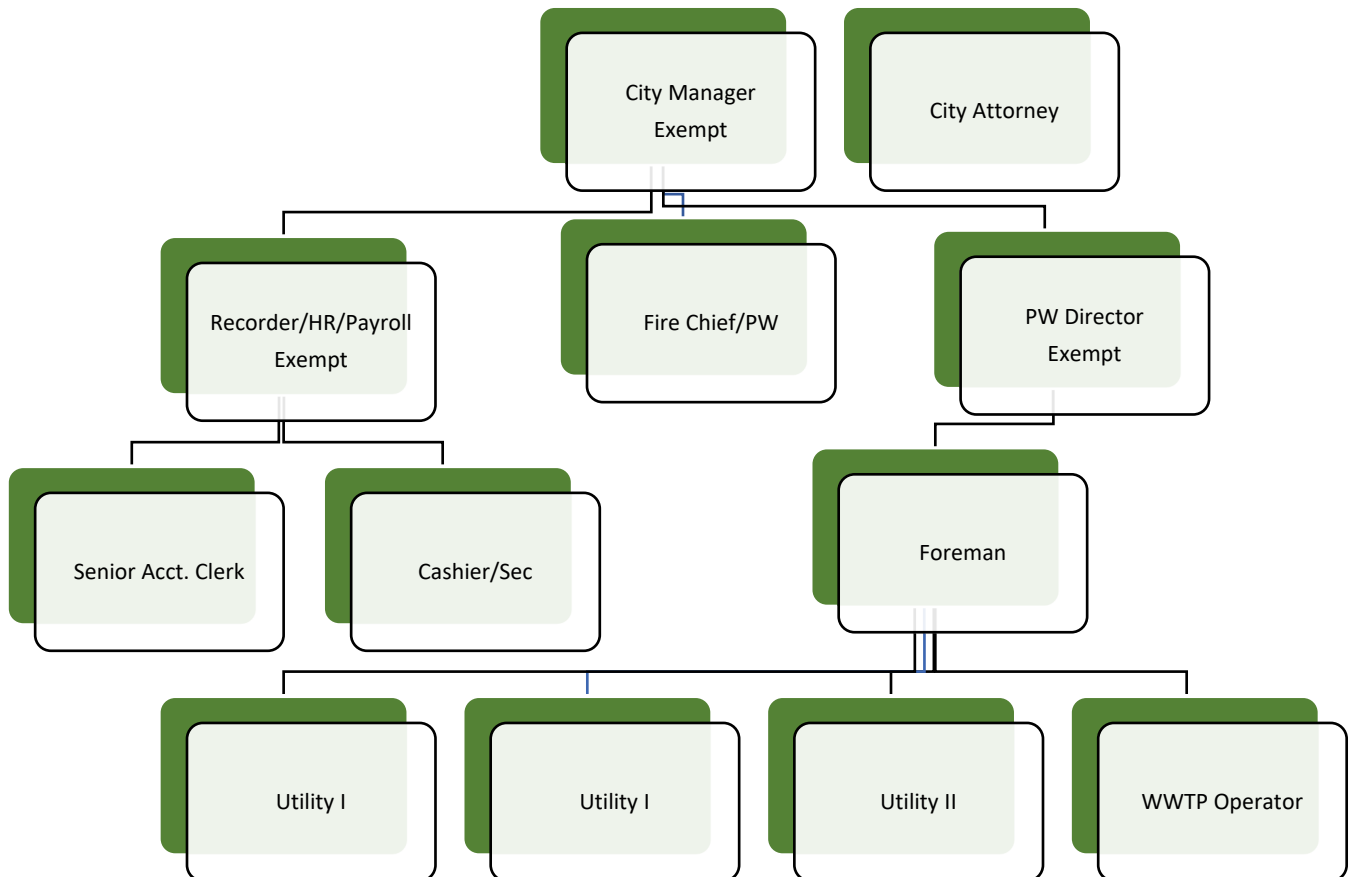 City Manager
Exempt
City Attorney
Recorder/HR/Payroll
Exempt
Fire Chief/PW
PW Director
Exempt
Senior Acct. Clerk
Cashier/Sec
Foreman
Utility I
Utility I
Utility II
WWTP Operator